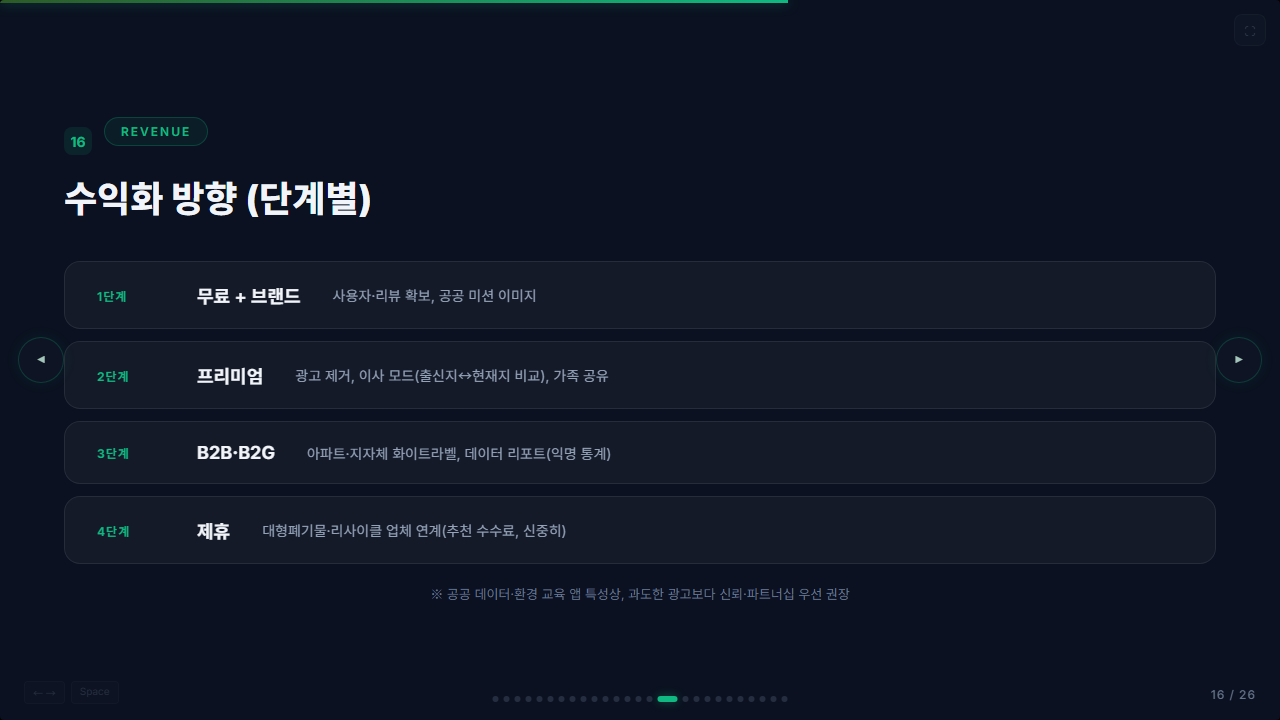 16
REVENUE
수익화 방향 (단계별)
1단계 무료 + 브랜드 사용자·리뷰 확보, 공공 미션 이미지
2단계 프리미엄 광고 제거, 이사 모드(출신지↔현재지 비교), 가족 공유
3단계 B2B·B2G 아파트·지자체 화이트라벨, 데이터 리포트(익명 통계)
4단계 제휴 대형폐기물·리사이클 업체 연계(추천 수수료, 신중히)
※ 공공 데이터·환경 교육 앱 특성상, 과도한 광고보다 신뢰·파트너십 우선 권장
← → Space
16 / 26